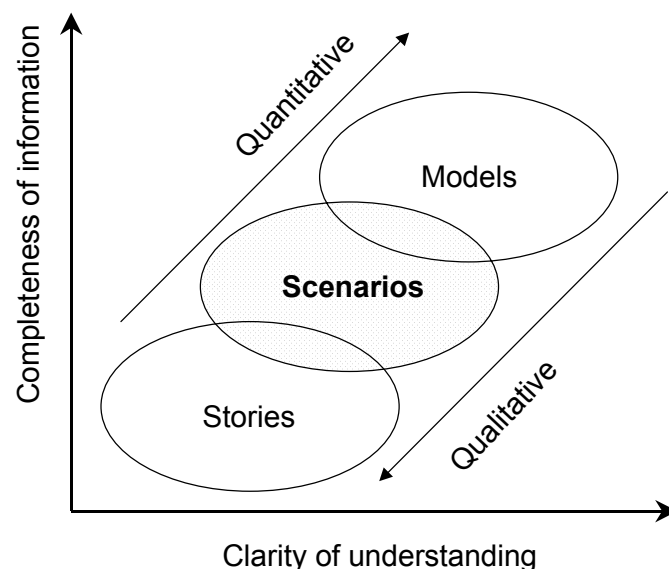 Completeness of information
Quantitative
Models
Scenarios
Stories
Qualitative
Clarity of understanding